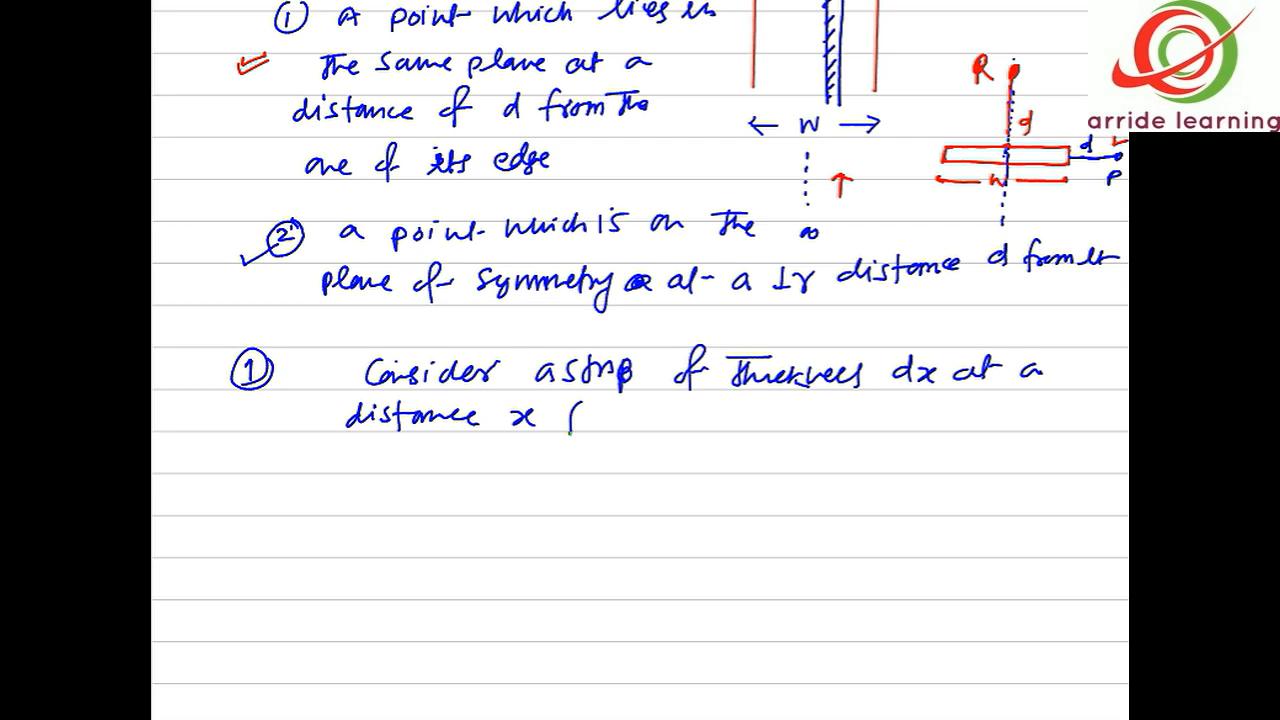 ① A point which lies in
the same plane at a
distance of d from the
one of its edge
② a point which is on the
plane of symmetry at a ⊥r distance d from it
① Consider a strip of thickness dx at a
distance x (
← W →
∞
R
d
d
W
P
arride learning